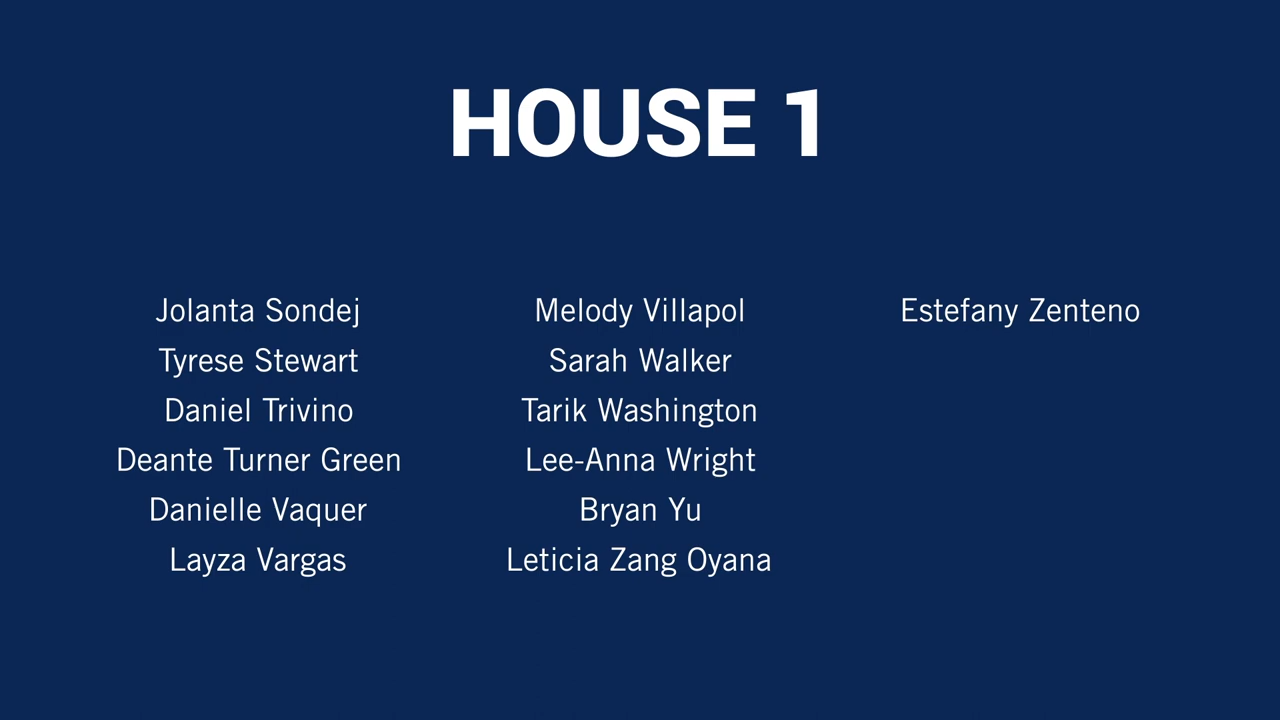 HOUSE 1
Jolanta Sondej
Tyrese Stewart
Daniel Trivino
Deante Turner Green
Danielle Vaquer
Layza Vargas
Melody Villapol
Sarah Walker
Tarik Washington
Lee-Anna Wright
Bryan Yu
Leticia Zang Oyana
Estefany Zenteno